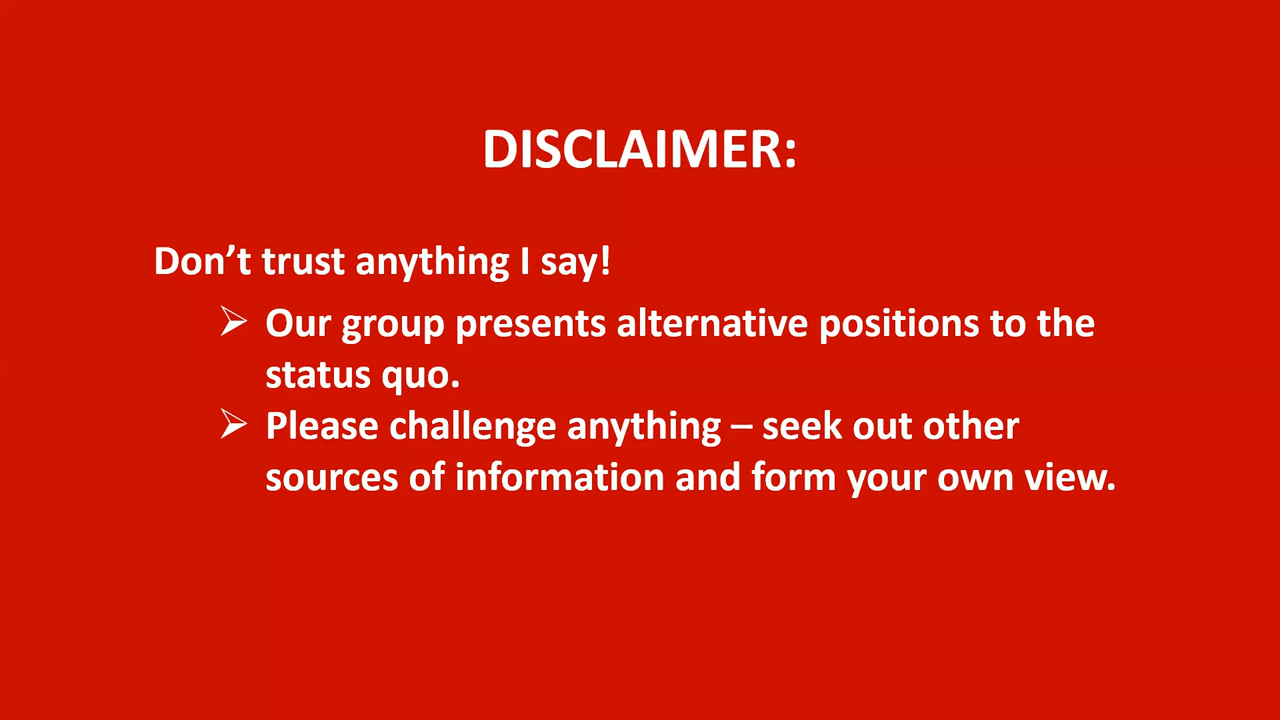 DISCLAIMER:
Don’t trust anything I say!
➢ Our group presents alternative positions to the
status quo.
➢ Please challenge anything – seek out other
sources of information and form your own view.